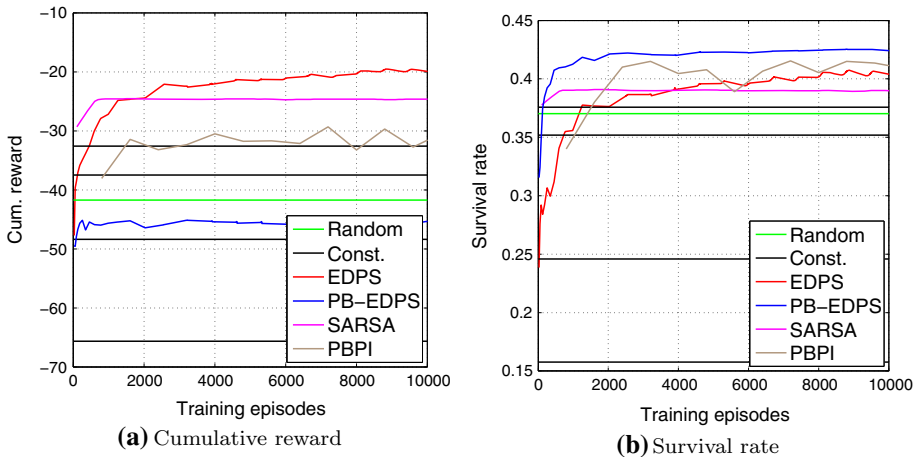 -10
-20
-30
-40
-50
-60
-70
Cum. reward
0 2000 4000 6000 8000 10000
Training episodes
Random
Const.
EDPS
PB-EDPS
SARSA
PBPI
(a) Cumulative reward
0.45
0.4
0.35
0.3
0.25
0.2
0.15
Survival rate
0 2000 4000 6000 8000 10000
Training episodes
Random
Const.
EDPS
PB-EDPS
SARSA
PBPI
(b) Survival rate